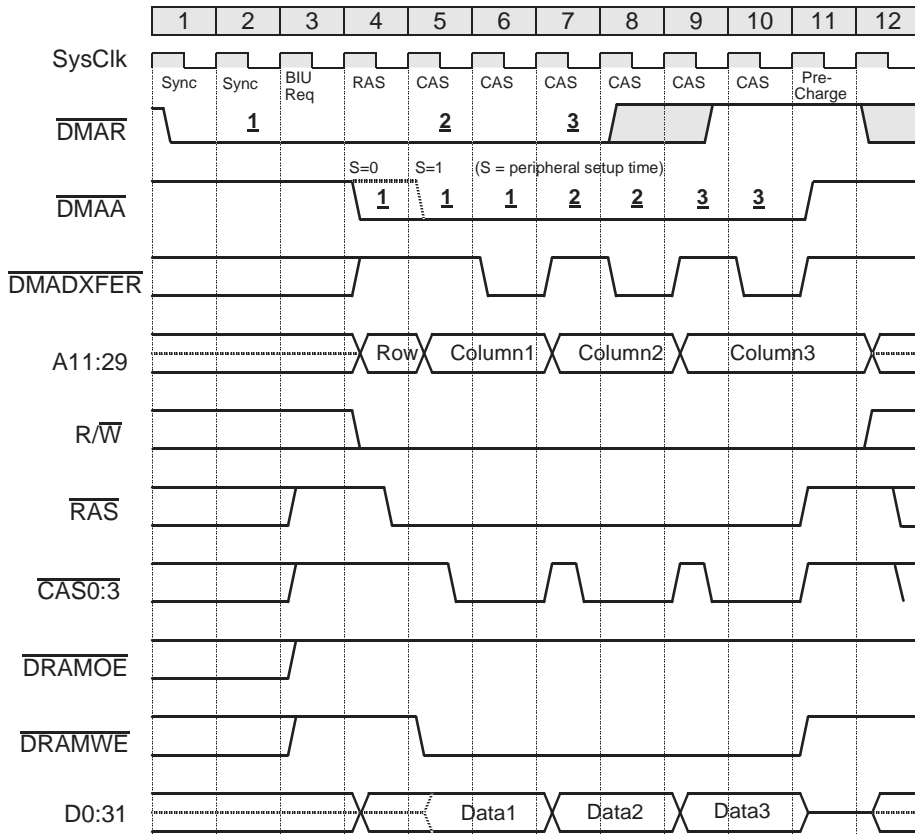 1 2 3 4 5 6 7 8 9 10 11 12
SysClk
Sync Sync BIU Req RAS CAS CAS CAS CAS CAS CAS Pre-Charge
DMAR 1 2 3
S=0 S=1 (S = peripheral setup time)
DMAA 1 1 1 2 2 3 3
DMADXFER
A11:29 Row Column1 Column2 Column3
R/W
RAS
CAS0:3
DRAMOE
DRAMWE
D0:31 Data1 Data2 Data3